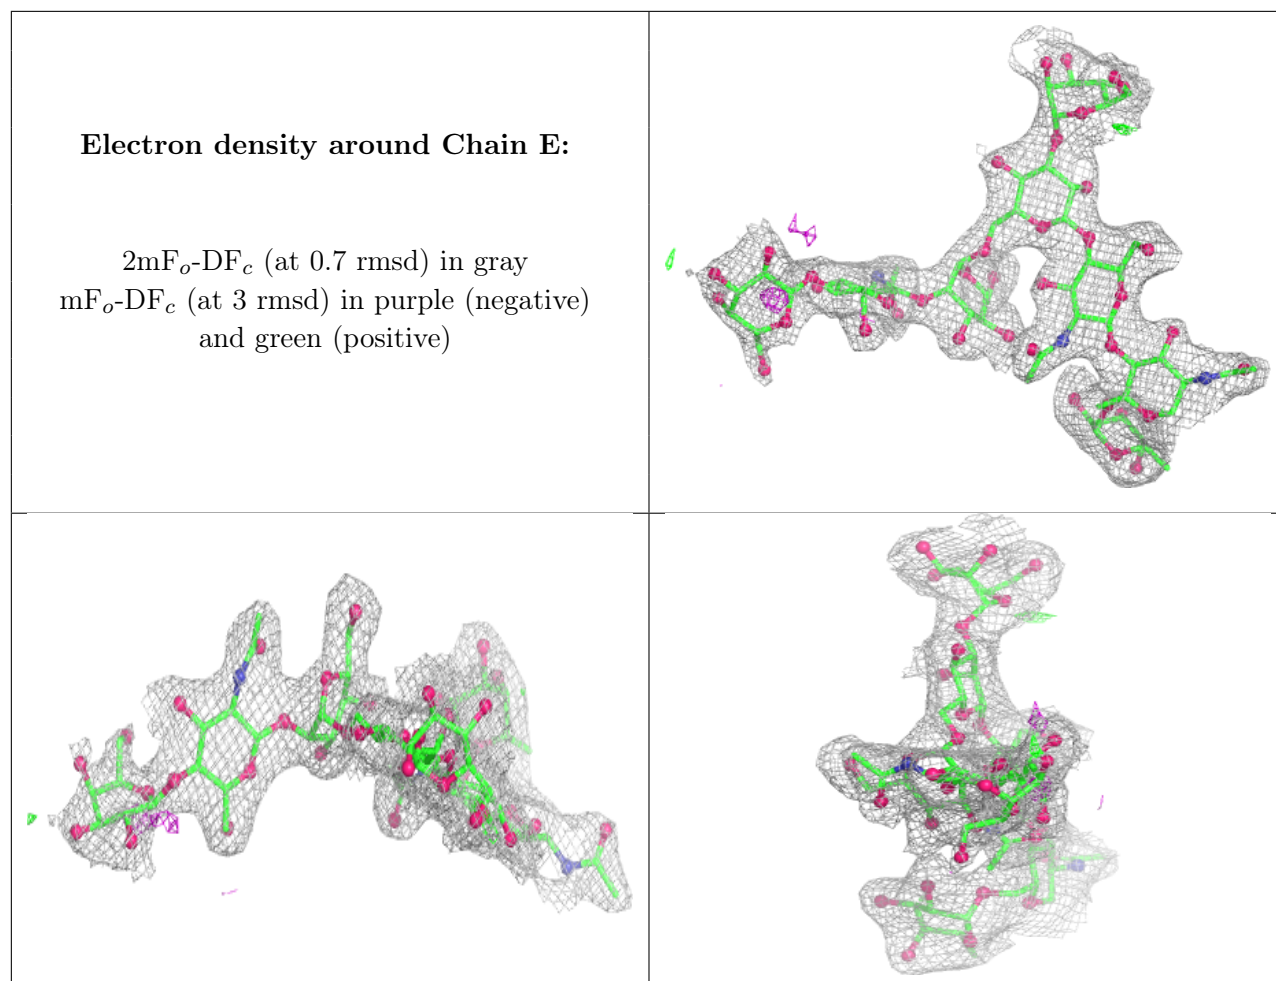 Electron density around Chain E:
2mFₒ-DF𝒸 (at 0.7 rmsd) in gray
mFₒ-DF𝒸 (at 3 rmsd) in purple (negative)
and green (positive)